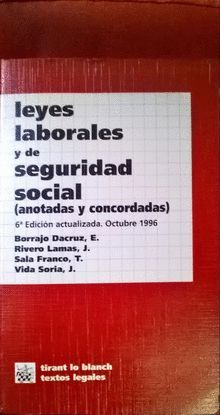 leyes
laborales
y de
seguridad
social
(anotadas y concordadas)
6ª Edición actualizada. Octubre 1996
Borrajo Dacruz, E.
Rivero Lamas, J.
Sala Franco, T.
Vida Soria, J.
tirant lo blanch
textos legales